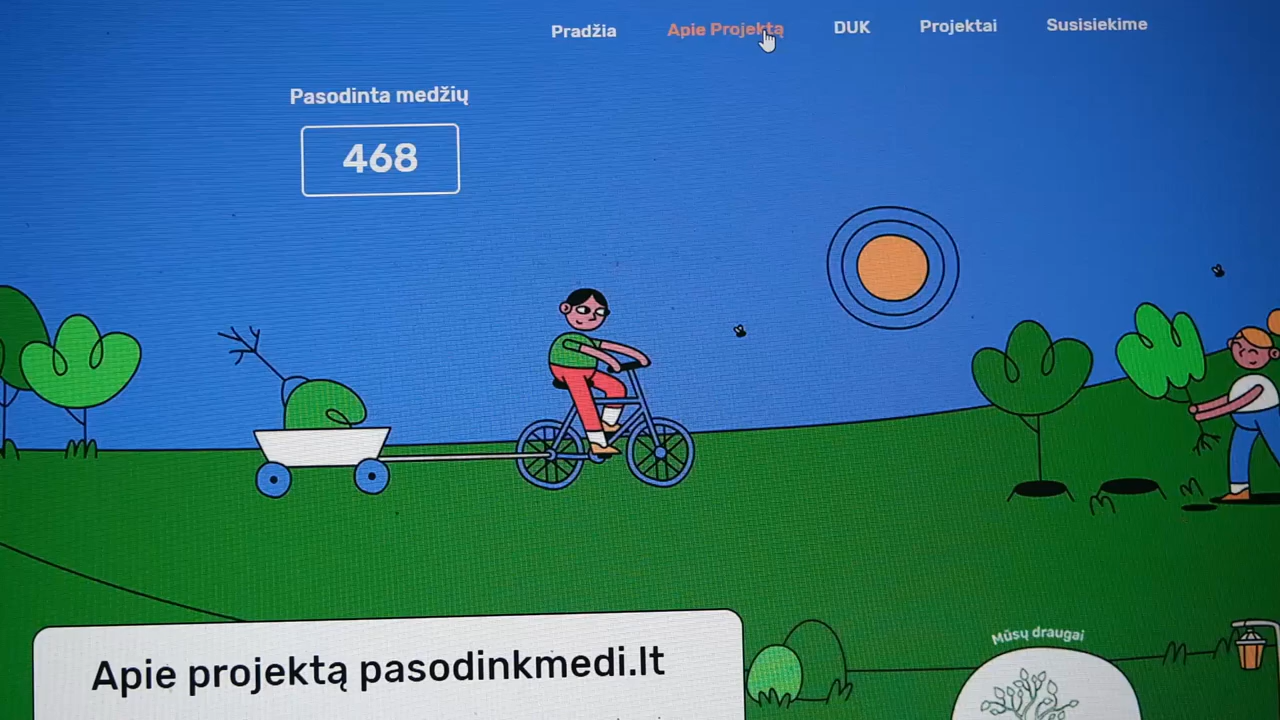 Pradžia Apie Projektą DUK Projektai Susisiekime
Pasodinta medžių
468
Apie projektą pasodinkmedi.lt
Mūsų draugai